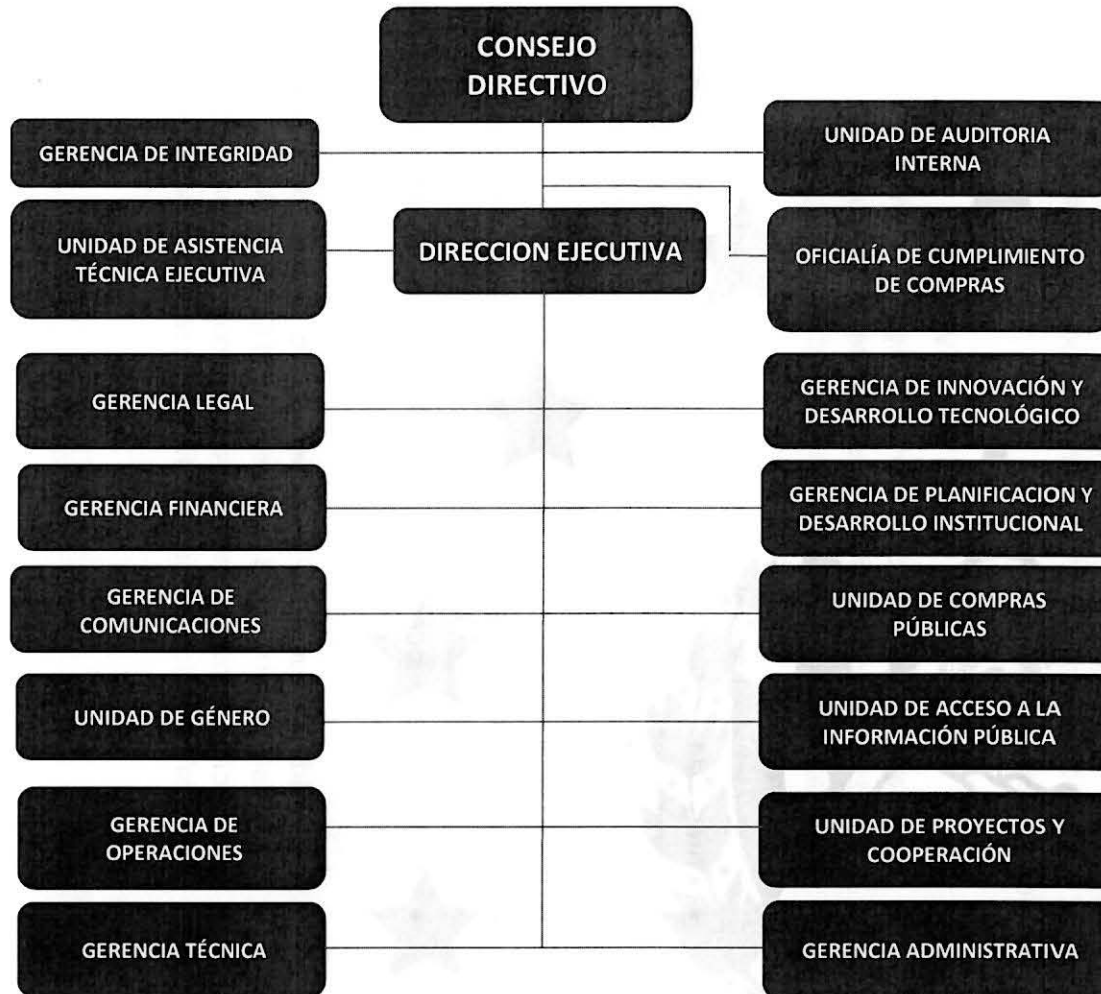 CONSEJO
DIRECTIVO
GERENCIA DE INTEGRIDAD
UNIDAD DE AUDITORIA
INTERNA
UNIDAD DE ASISTENCIA
TÉCNICA EJECUTIVA
DIRECCION EJECUTIVA
OFICIALÍA DE CUMPLIMIENTO
DE COMPRAS
GERENCIA LEGAL
GERENCIA DE INNOVACIÓN Y
DESARROLLO TECNOLÓGICO
GERENCIA FINANCIERA
GERENCIA DE PLANIFICACION Y
DESARROLLO INSTITUCIONAL
GERENCIA DE
COMUNICACIONES
UNIDAD DE COMPRAS
PÚBLICAS
UNIDAD DE GÉNERO
UNIDAD DE ACCESO A LA
INFORMACIÓN PÚBLICA
GERENCIA DE
OPERACIONES
UNIDAD DE PROYECTOS Y
COOPERACIÓN
GERENCIA TÉCNICA
GERENCIA ADMINISTRATIVA